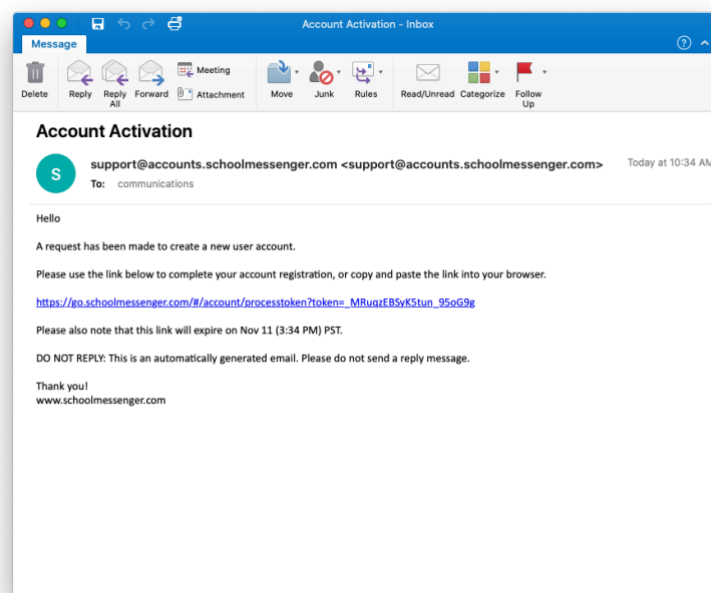 Account Activation - Inbox
Message
Meeting
Attachment
Delete Reply Reply All Forward Move Junk Rules Read/Unread Categorize Follow Up
Account Activation
S
support@accounts.schoolmessenger.com <support@accounts.schoolmessenger.com> Today at 10:34 AM
To: communications
Hello
A request has been made to create a new user account.
Please use the link below to complete your account registration, or copy and paste the link into your browser.
https://go.schoolmessenger.com/#/account/processtoken?token=_MRuqzEBSyK5tun_95oG9g
Please also note that this link will expire on Nov 11 (3:34 PM) PST.
DO NOT REPLY: This is an automatically generated email. Please do not send a reply message.
Thank you!
www.schoolmessenger.com